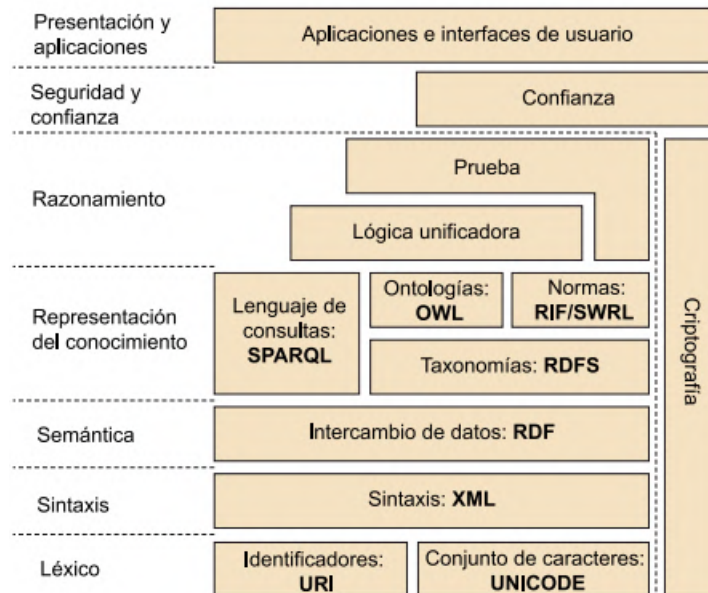 Presentación y
aplicaciones
Aplicaciones e interfaces de usuario
Seguridad y
confianza
Confianza
Razonamiento
Prueba
Lógica unificadora
Representación
del conocimiento
Lenguaje de
consultas:
SPARQL
Ontologías:
OWL
Normas:
RIF/SWRL
Taxonomías: RDFS
Criptografía
Semántica
Intercambio de datos: RDF
Sintaxis
Sintaxis: XML
Léxico
Identificadores:
URI
Conjunto de caracteres:
UNICODE